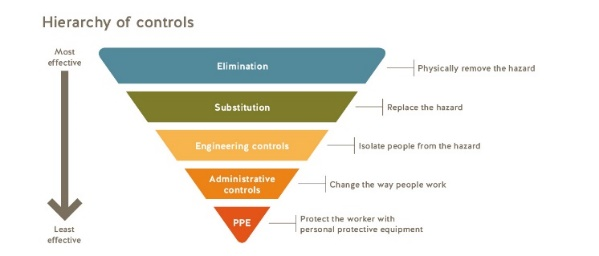 Hierarchy of controls
Most
effective
Elimination
Physically remove the hazard
Substitution
Replace the hazard
Engineering controls
Isolate people from the hazard
Administrative
controls
Change the way people work
PPE
Protect the worker with
personal protective equipment
Least
effective